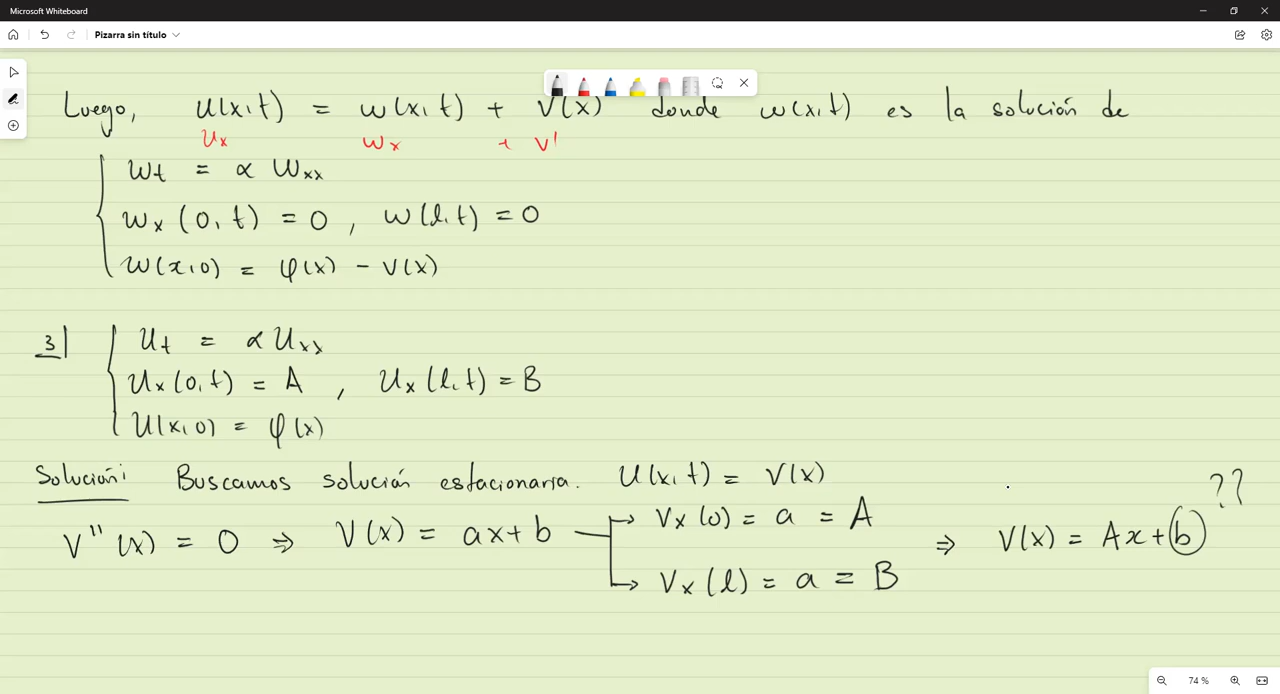 Microsoft Whiteboard
Pizarra sin título
Luego, u(x,t) = w(x,t) + v(x) donde w(x,t) es la solución de
ux wx + v'
wt = α wxx
wx(0,t) = 0, w(l,t) = 0
w(x,0) = φ(x) - v(x)
3| ut = α uxx
ux(0,t) = A, ux(l,t) = B
u(x,0) = φ(x)
Solución: Buscamos solución estacionaria. u(x,t) = v(x)
v''(x) = 0 ⇒ v(x) = ax+b → vx(0) = a = A ⇒ v(x) = Ax+b ??
→ vx(l) = a = B
74 %